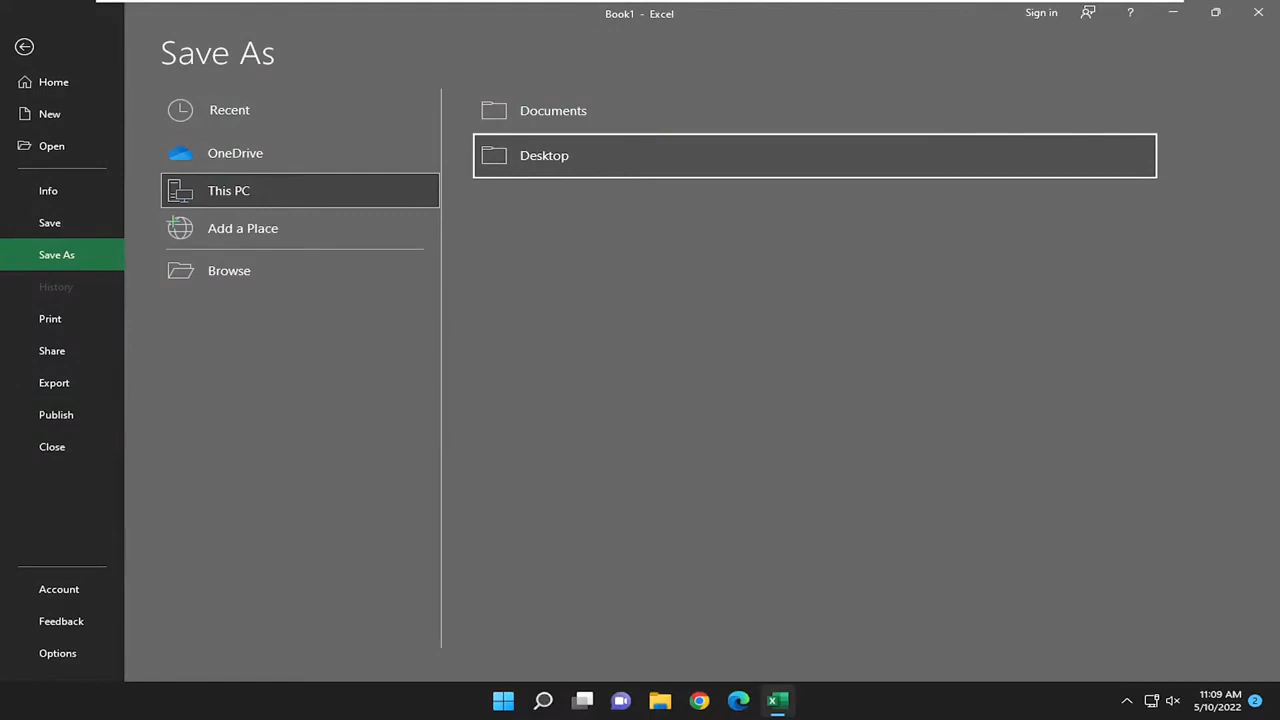 Book1 - Excel
Sign in
?
Save As
Home
New
Open
Info
Save
Save As
History
Print
Share
Export
Publish
Close
Account
Feedback
Options
Recent
OneDrive
This PC
Add a Place
Browse
Documents
Desktop
11:09 AM
5/10/2022
2